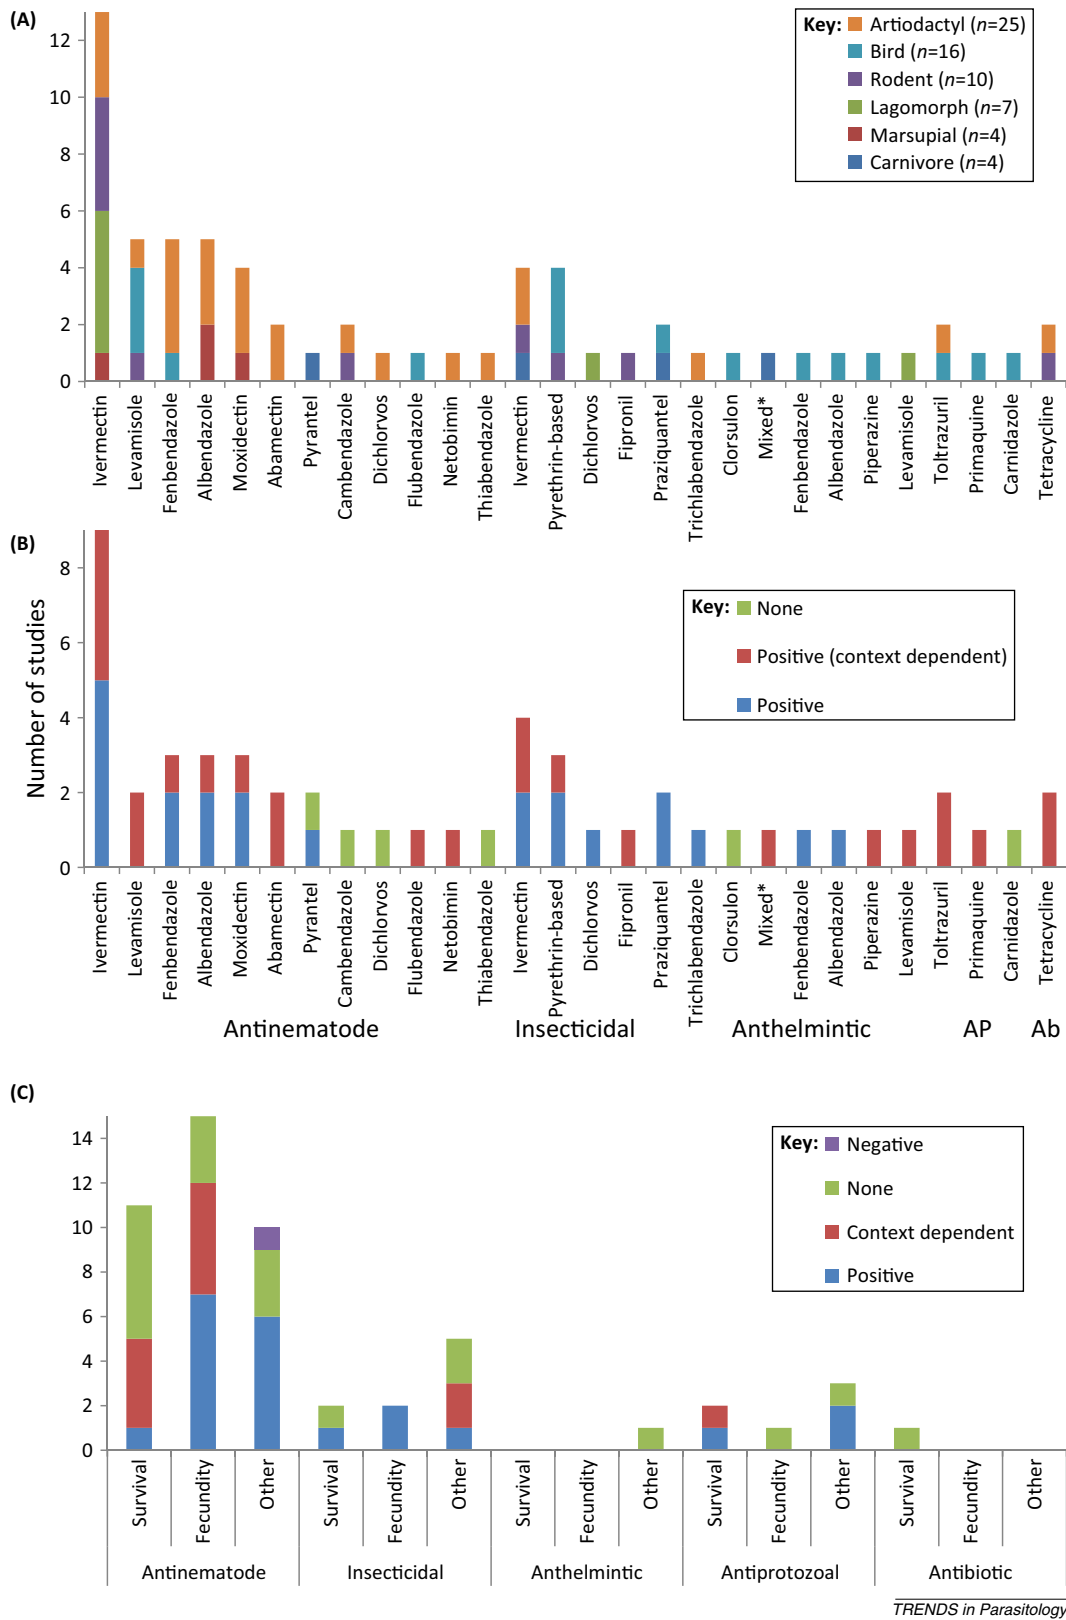 (A)
12
10
8
6
4
2
0
Key: Artiodactyl (n=25)
Bird (n=16)
Rodent (n=10)
Lagomorph (n=7)
Marsupial (n=4)
Carnivore (n=4)
Ivermectin
Levamisole
Fenbendazole
Albendazole
Moxidectin
Abamectin
Pyrantel
Cambendazole
Dichlorvos
Flubendazole
Netobimin
Thiabendazole
Ivermectin
Pyrethrin-based
Dichlorvos
Fipronil
Praziquantel
Trichlabendazole
Clorsulon
Mixed*
Fenbendazole
Albendazole
Piperazine
Levamisole
Toltrazuril
Primaquine
Carnidazole
Tetracycline
(B)
Number of studies
8
6
4
2
0
Key: None
Positive (context dependent)
Positive
Ivermectin
Levamisole
Fenbendazole
Albendazole
Moxidectin
Abamectin
Pyrantel
Cambendazole
Dichlorvos
Flubendazole
Netobimin
Thiabendazole
Ivermectin
Pyrethrin-based
Dichlorvos
Fipronil
Praziquantel
Trichlabendazole
Clorsulon
Mixed*
Fenbendazole
Albendazole
Piperazine
Levamisole
Toltrazuril
Primaquine
Carnidazole
Tetracycline
Antinematode Insecticidal Anthelmintic AP Ab
(C)
14
12
10
8
6
4
2
0
Key: Negative
None
Context dependent
Positive
Survival
Fecundity
Other
Survival
Fecundity
Other
Survival
Fecundity
Other
Survival
Fecundity
Other
Survival
Fecundity
Other
Antinematode Insecticidal Anthelmintic Antiprotozoal Antibiotic
TRENDS in Parasitology